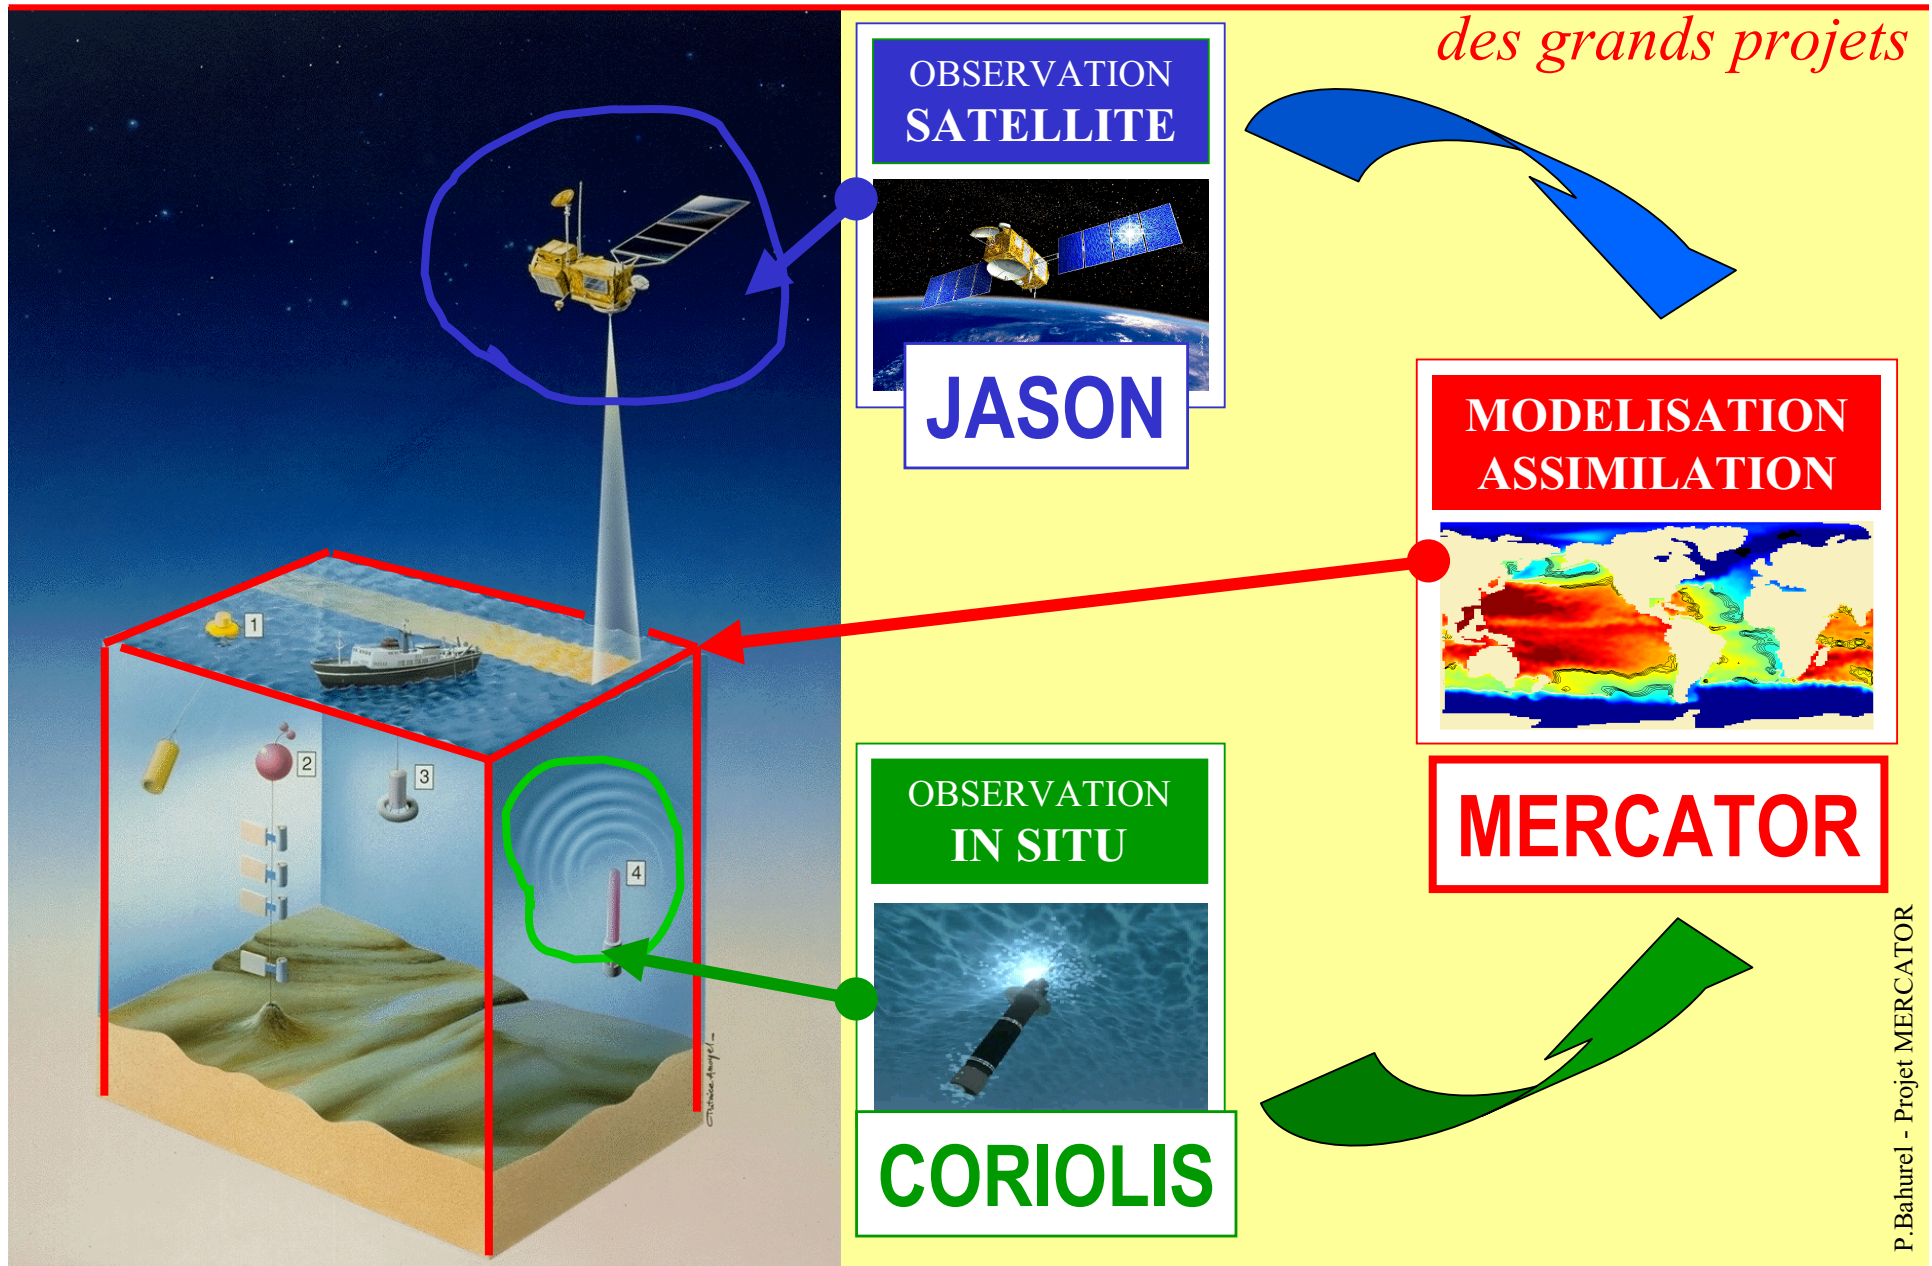 des grands projets
OBSERVATION
SATELLITE
JASON
MODELISATION
ASSIMILATION
MERCATOR
1
2
3
4
OBSERVATION
IN SITU
CORIOLIS
P.Bahurel - Projet MERCATOR